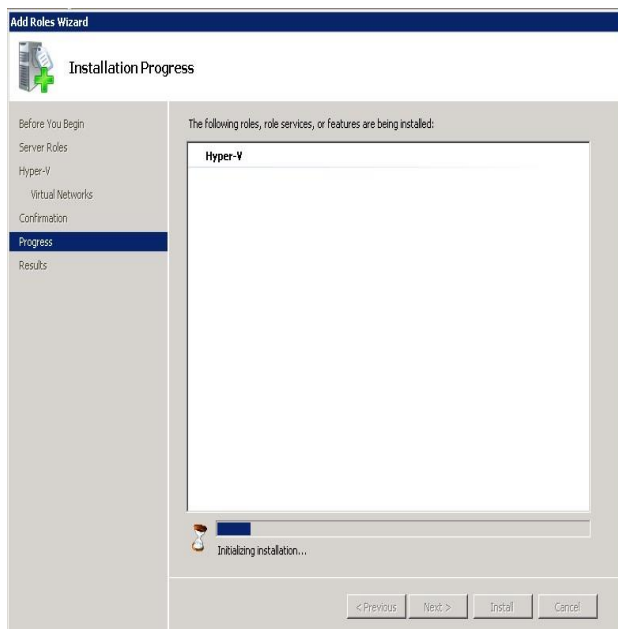 Add Roles Wizard
Installation Progress
Before You Begin
Server Roles
Hyper-V
Virtual Networks
Confirmation
Progress
Results
The following roles, role services, or features are being installed:
Hyper-V
Initializing installation...
< Previous
Next >
Install
Cancel